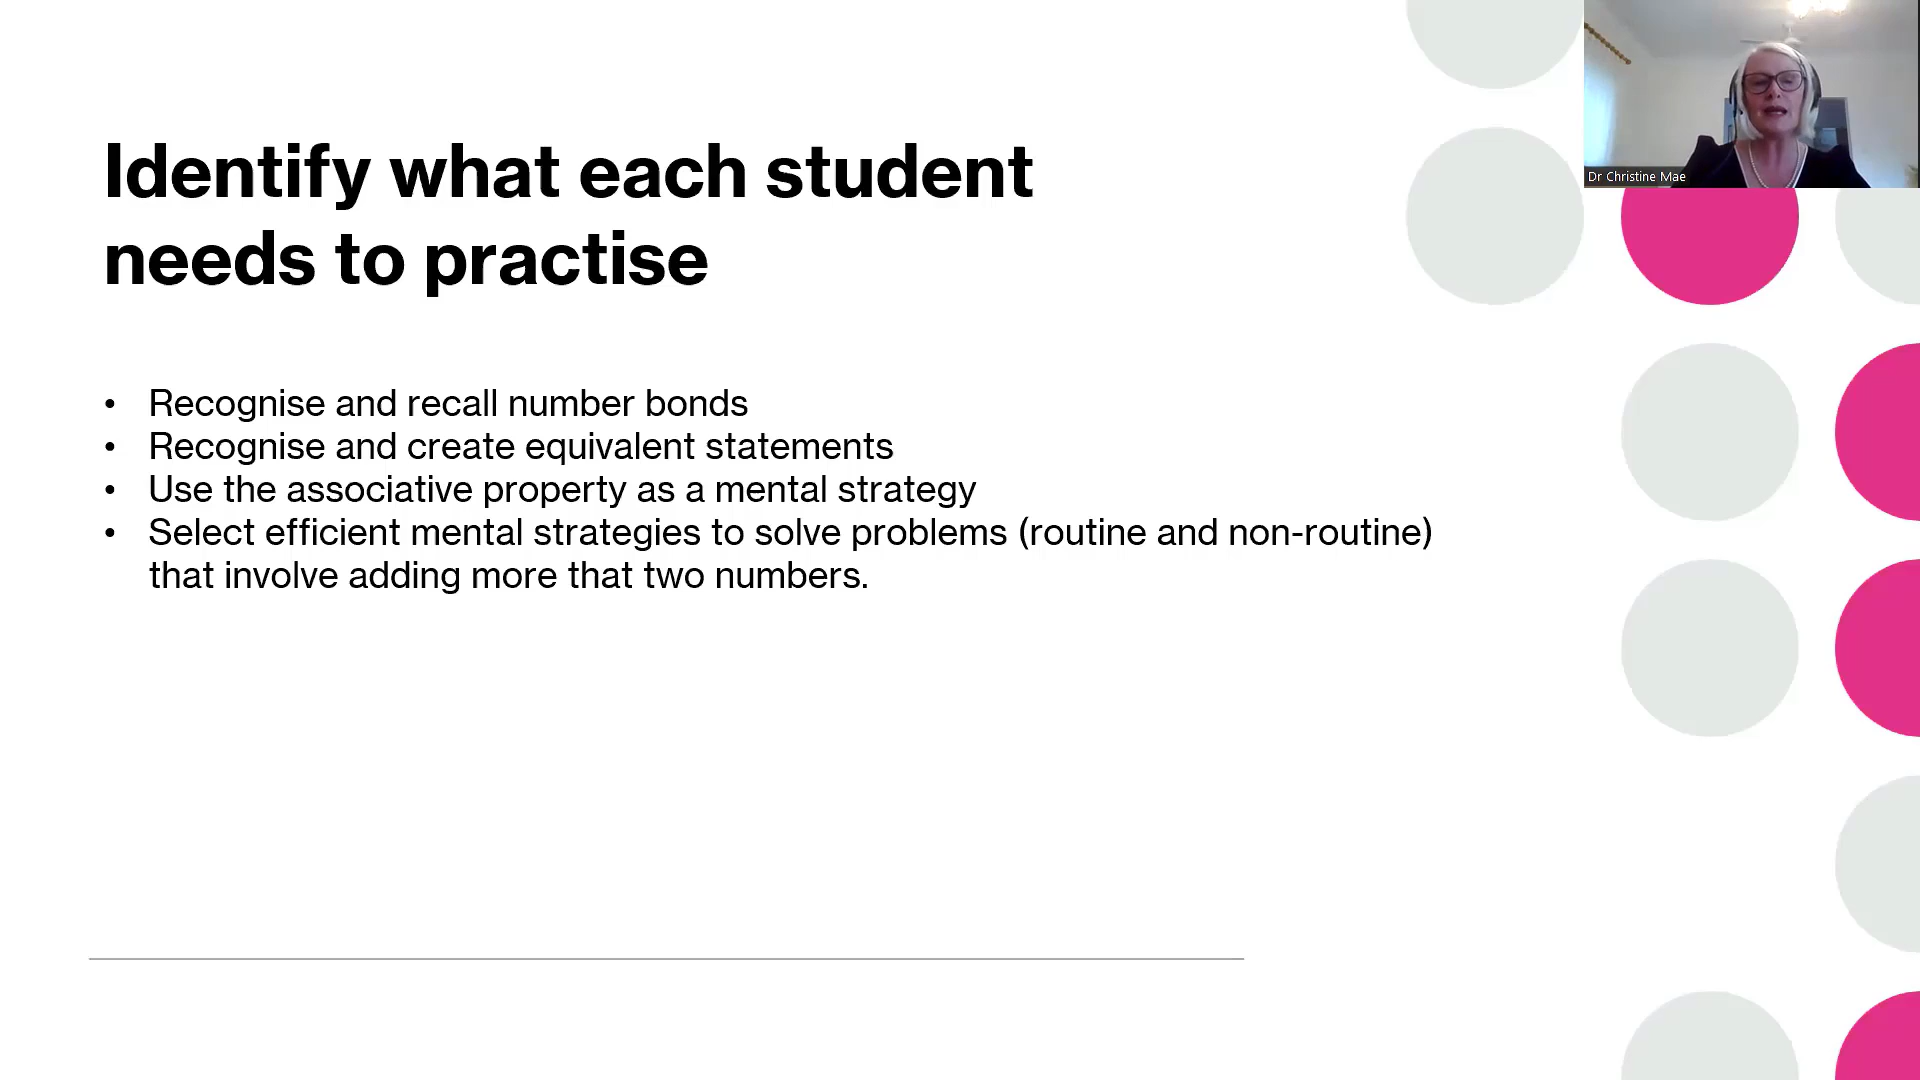 Identify what each student
needs to practise
• Recognise and recall number bonds
• Recognise and create equivalent statements
• Use the associative property as a mental strategy
• Select efficient mental strategies to solve problems (routine and non-routine)
that involve adding more that two numbers.
Dr Christine Mae